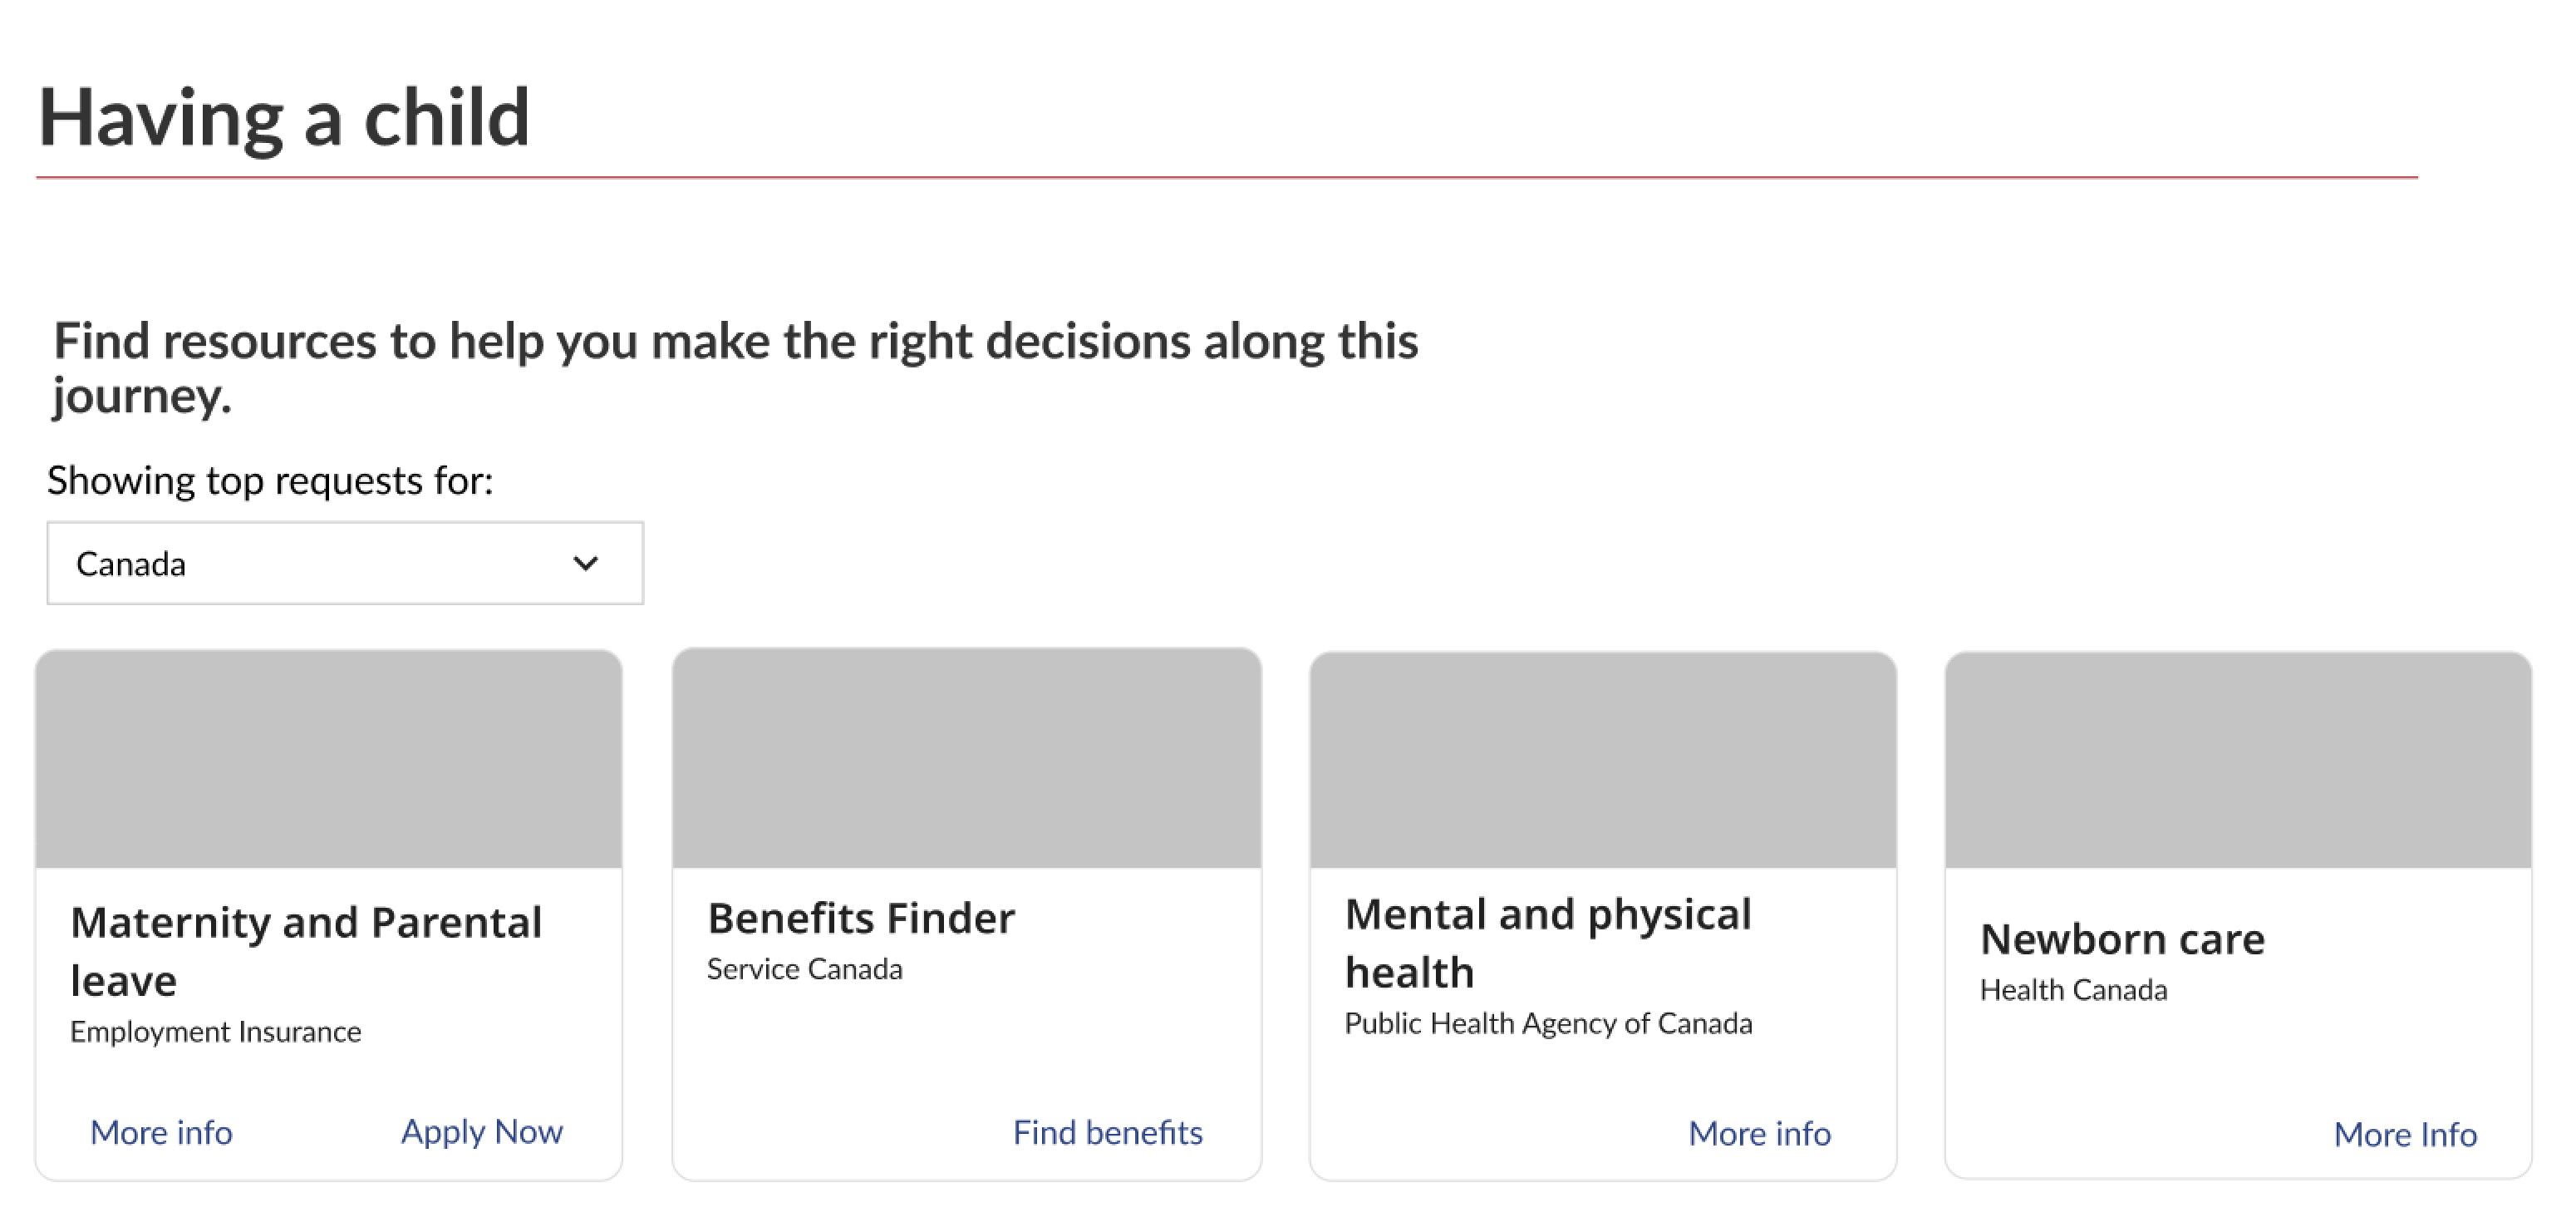 Having a child
Find resources to help you make the right decisions along this
journey.
Showing top requests for:
Canada
Maternity and Parental
leave
Employment Insurance
More info
Apply Now
Benefits Finder
Service Canada
Find benefits
Mental and physical
health
Public Health Agency of Canada
More info
Newborn care
Health Canada
More Info